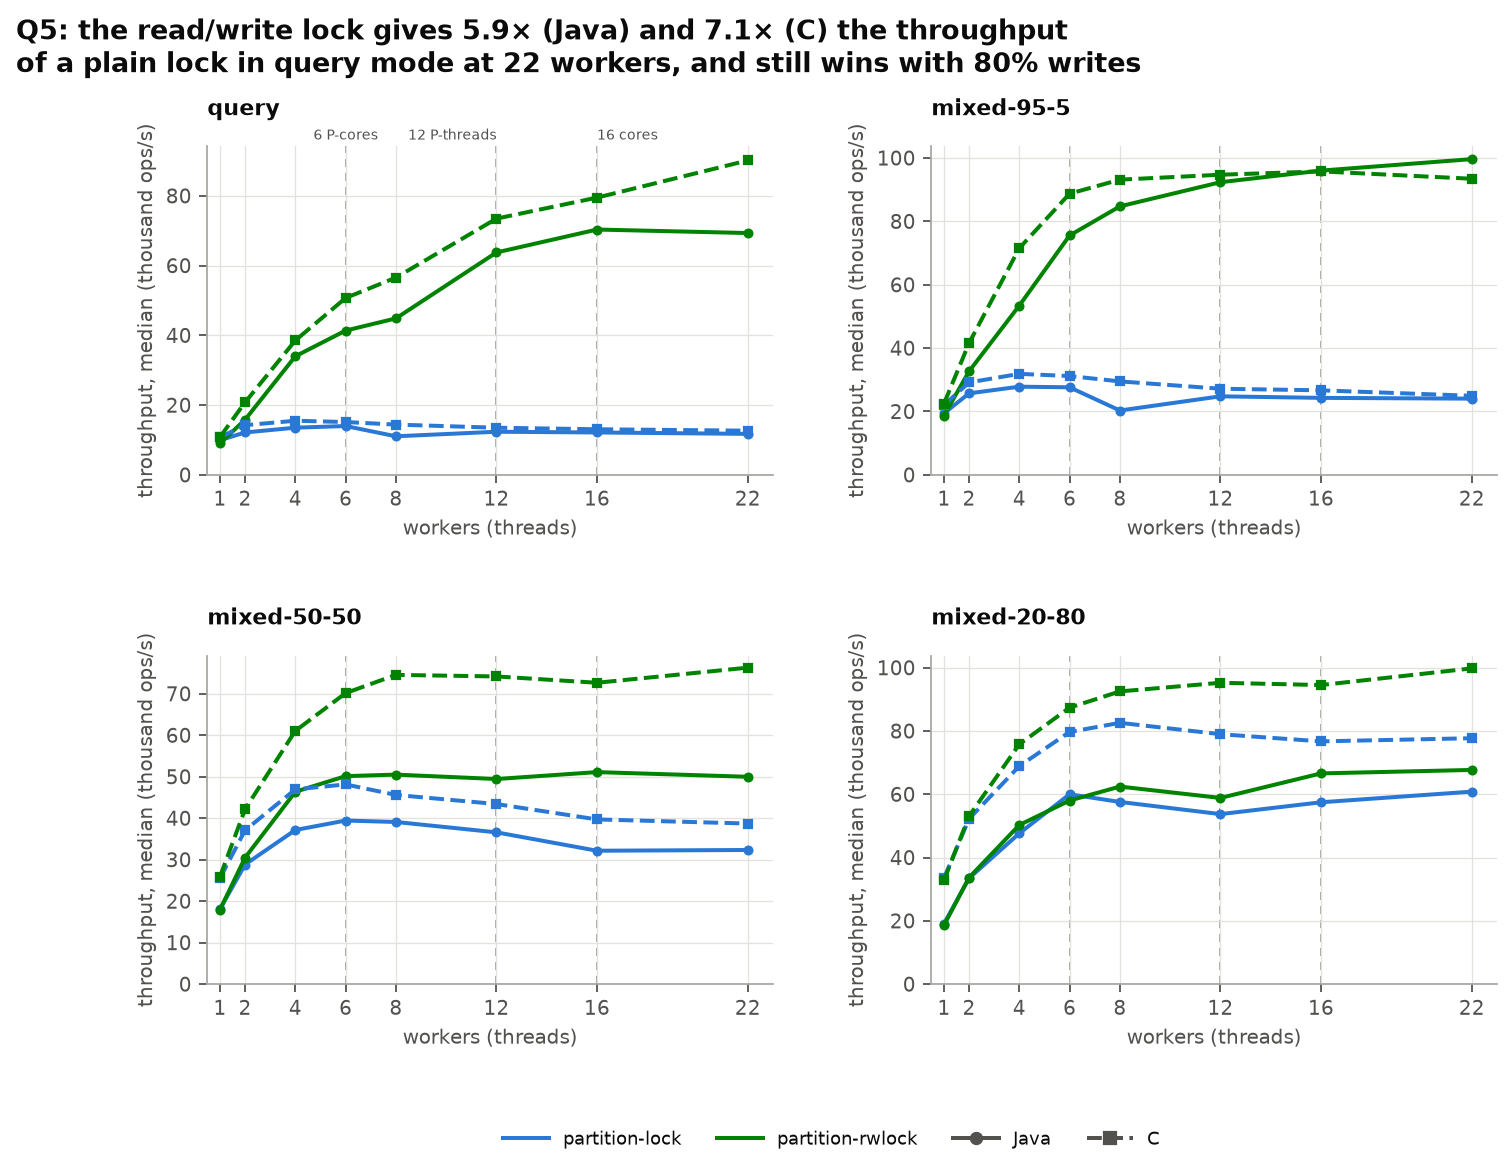 Q5: the read/write lock gives 5.9× (Java) and 7.1× (C) the throughput
of a plain lock in query mode at 22 workers, and still wins with 80% writes
query
6 P-cores 12 P-threads 16 cores
throughput, median (thousand ops/s)
80
60
40
20
0
1 2 4 6 8 12 16 22
workers (threads)
mixed-95-5
throughput, median (thousand ops/s)
100
80
60
40
20
0
1 2 4 6 8 12 16 22
workers (threads)
mixed-50-50
throughput, median (thousand ops/s)
70
60
50
40
30
20
10
0
1 2 4 6 8 12 16 22
workers (threads)
mixed-20-80
throughput, median (thousand ops/s)
100
80
60
40
20
0
1 2 4 6 8 12 16 22
workers (threads)
partition-lock partition-rwlock Java C